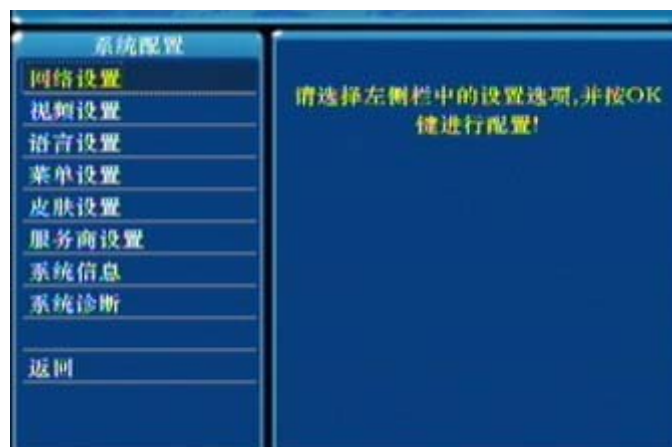 系统配置
网络设置
视频设置
语言设置
菜单设置
皮肤设置
服务商设置
系统信息
系统诊断
返回
请选择左侧栏中的设置选项,并按OK
键进行配置!